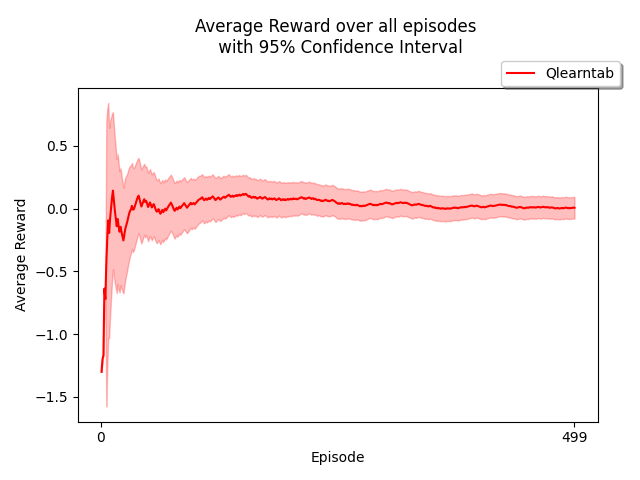 Average Reward over all episodes
with 95% Confidence Interval
Qlearntab
0.5
0.0
−0.5
−1.0
−1.5
Average Reward
0
499
Episode